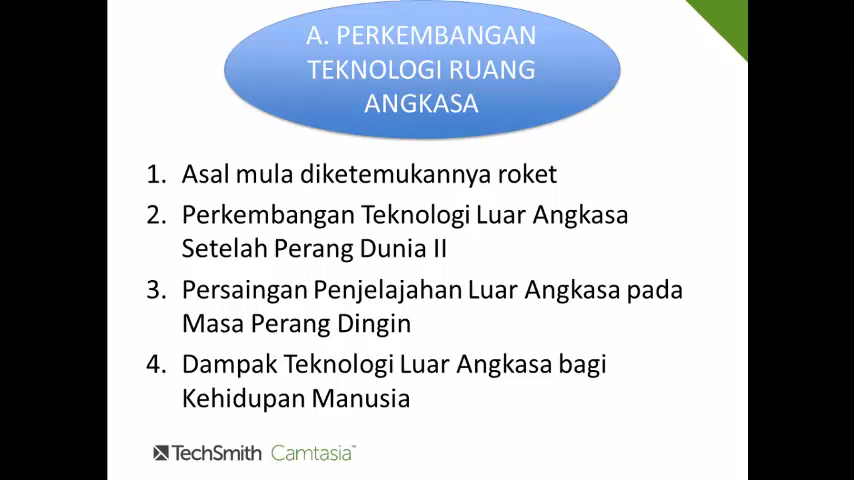 A. PERKEMBANGAN
TEKNOLOGI RUANG
ANGKASA
1. Asal mula diketemukannya roket
2. Perkembangan Teknologi Luar Angkasa
Setelah Perang Dunia II
3. Persaingan Penjelajahan Luar Angkasa pada
Masa Perang Dingin
4. Dampak Teknologi Luar Angkasa bagi
Kehidupan Manusia
TechSmith Camtasia™